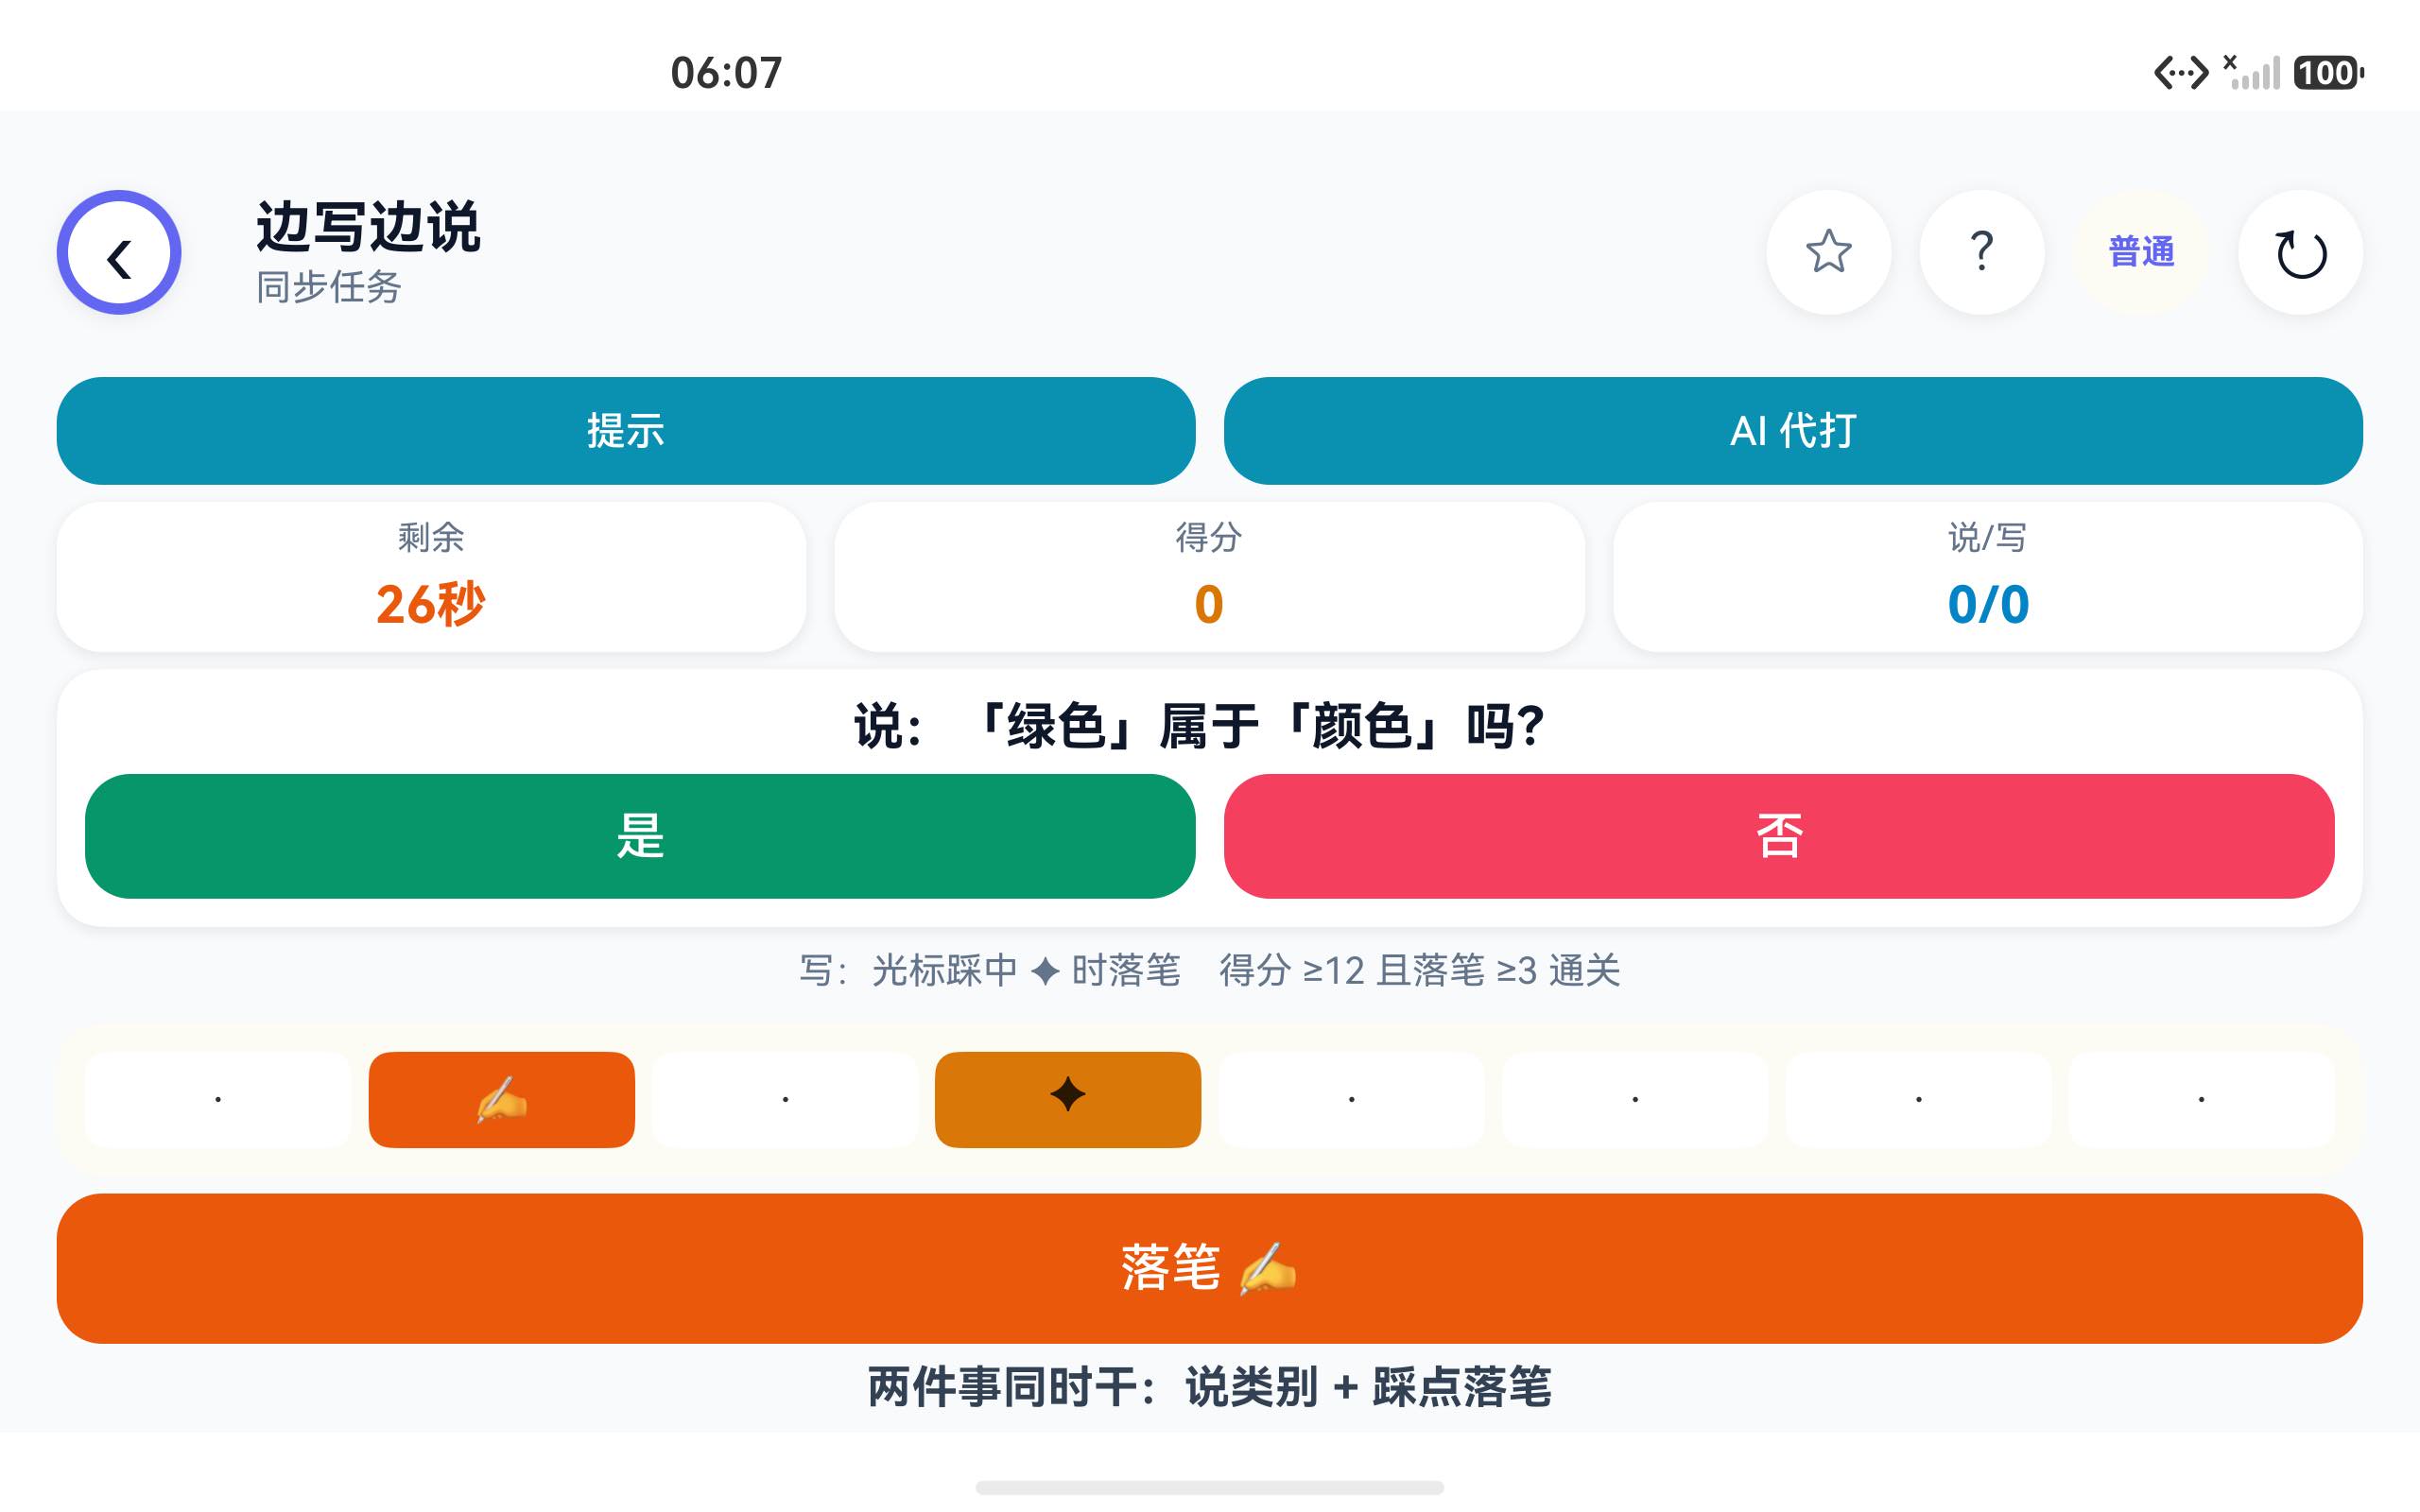 06:07
100
边写边说
同步任务
?
普通
提示
AI 代打
剩余
得分
说/写
26秒
0
0/0
说：「绿色」属于「颜色」吗？
是
否
写：光标踩中 ✦ 时落笔 得分 ≥12 且落笔 ≥3 通关
落笔 ✍
两件事同时干：说类别 + 踩点落笔